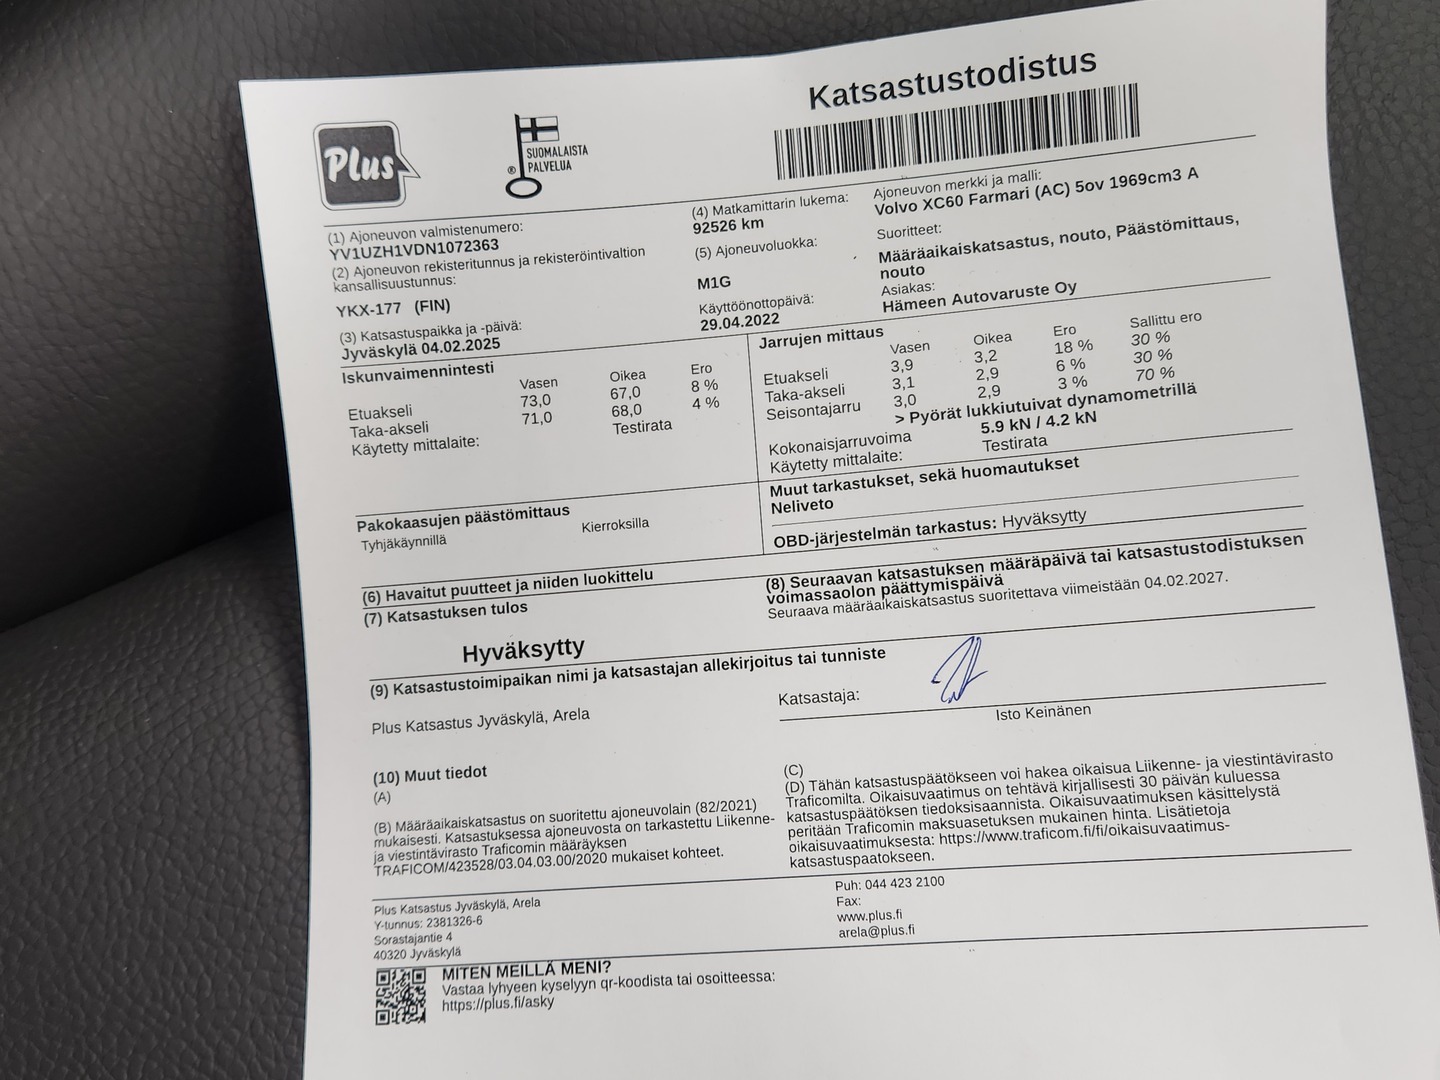 Katsastustodistus
Plus
SUOMALAISTA
PALVELUA
®
(1) Ajoneuvon valmistenumero:
YV1UZH1VDN1072363
(2) Ajoneuvon rekisteritunnus ja rekisteröintivaltion
kansallisuustunnus:
YKX-177 (FIN)
(3) Katsastuspaikka ja -päivä:
Jyväskylä 04.02.2025
(4) Matkamittarin lukema:
92526 km
(5) Ajoneuvoluokka:
M1G
Käyttöönottopäivä:
29.04.2022
Ajoneuvon merkki ja malli:
Volvo XC60 Farmari (AC) 5ov 1969cm3 A
Suoritteet:
Määräaikaiskatsastus, nouto, Päästömittaus,
nouto
Asiakas:
Hämeen Autovaruste Oy
Iskunvaimennintesti
Vasen Oikea Ero
Etuakseli 73,0 67,0 8 %
Taka-akseli 71,0 68,0 4 %
Käytetty mittalaite: Testirata
Jarrujen mittaus
Vasen Oikea Ero Sallittu ero
Etuakseli 3,9 3,2 18 % 30 %
Taka-akseli 3,1 2,9 6 % 30 %
Seisontajarru 3,0 2,9 3 % 70 %
> Pyörät lukkiutuivat dynamometrillä
Kokonaisjarruvoima 5.9 kN / 4.2 kN
Käytetty mittalaite: Testirata
Pakokaasujen päästömittaus
Tyhjäkäynnillä Kierroksilla
Muut tarkastukset, sekä huomautukset
Neliveto
OBD-järjestelmän tarkastus: Hyväksytty
(6) Havaitut puutteet ja niiden luokittelu
(7) Katsastuksen tulos
Hyväksytty
(8) Seuraavan katsastuksen määräpäivä tai katsastustodistuksen
voimassaolon päättymispäivä
Seuraava määräaikaiskatsastus suoritettava viimeistään 04.02.2027.
(9) Katsastustoimipaikan nimi ja katsastajan allekirjoitus tai tunniste
Plus Katsastus Jyväskylä, Arela
Katsastaja:
Isto Keinänen
(10) Muut tiedot
(A)
(B) Määräaikaiskatsastus on suoritettu ajoneuvolain (82/2021)
mukaisesti. Katsastuksessa ajoneuvosta on tarkastettu Liikenne-
ja viestintävirasto Traficomin määräyksen
TRAFICOM/423528/03.04.03.00/2020 mukaiset kohteet.
(C)
(D) Tähän katsastuspäätökseen voi hakea oikaisua Liikenne- ja viestintävirasto
Traficomilta. Oikaisuvaatimus on tehtävä kirjallisesti 30 päivän kuluessa
katsastuspäätöksen tiedoksisaannista. Oikaisuvaatimuksen käsittelystä
peritään Traficomin maksuasetuksen mukainen hinta. Lisätietoja
oikaisuvaatimuksesta: https://www.traficom.fi/fi/oikaisuvaatimus-
katsastuspaatokseen.
Plus Katsastus Jyväskylä, Arela
Y-tunnus: 2381326-6
Sorastajantie 4
40320 Jyväskylä
Puh: 044 423 2100
Fax:
www.plus.fi
arela@plus.fi
MITEN MEILLÄ MENI?
Vastaa lyhyeen kyselyyn qr-koodista tai osoitteessa:
https://plus.fi/asky